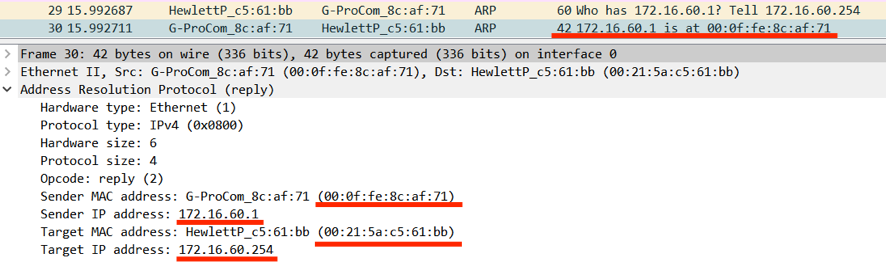 29 15.992687 HewlettP_c5:61:bb G-ProCom_8c:af:71 ARP 60 Who has 172.16.60.1? Tell 172.16.60.254
30 15.992711 G-ProCom_8c:af:71 HewlettP_c5:61:bb ARP 42 172.16.60.1 is at 00:0f:fe:8c:af:71
Frame 30: 42 bytes on wire (336 bits), 42 bytes captured (336 bits) on interface 0
Ethernet II, Src: G-ProCom_8c:af:71 (00:0f:fe:8c:af:71), Dst: HewlettP_c5:61:bb (00:21:5a:c5:61:bb)
Address Resolution Protocol (reply)
Hardware type: Ethernet (1)
Protocol type: IPv4 (0x0800)
Hardware size: 6
Protocol size: 4
Opcode: reply (2)
Sender MAC address: G-ProCom_8c:af:71 (00:0f:fe:8c:af:71)
Sender IP address: 172.16.60.1
Target MAC address: HewlettP_c5:61:bb (00:21:5a:c5:61:bb)
Target IP address: 172.16.60.254